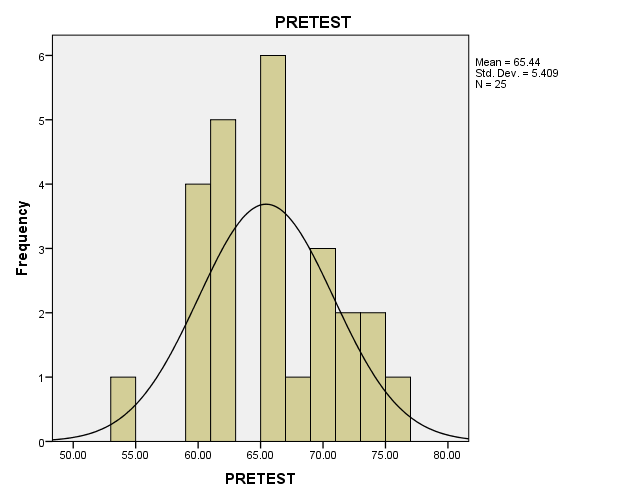 PRETEST
Mean = 65.44
Std. Dev. = 5.409
N = 25
Frequency
6
5
4
3
2
1
0
50.00 55.00 60.00 65.00 70.00 75.00 80.00
PRETEST